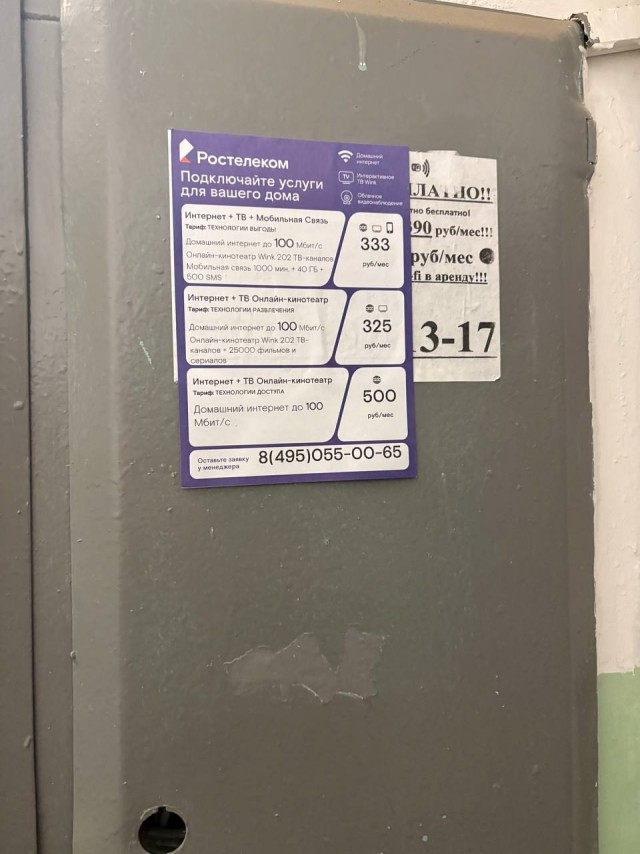 Ростелеком
Подключайте услуги
для вашего дома
Домашний
интернет
TV
Интерактивное
ТВ Wink
Облачное
видеонаблюдение
Интернет + ТВ + Мобильная Связь
Тариф: ТЕХНОЛОГИИ ВЫГОДЫ
Домашний интернет до 100 Мбит/с
Онлайн-кинотеатр Wink 202 ТВ-каналов
Мобильная связь 1000 мин. + 40 ГБ +
500 SMS
333
руб/мес
Интернет + ТВ Онлайн-кинотеатр
Тариф: ТЕХНОЛОГИИ РАЗВЛЕЧЕНИЯ
Домашний интернет до 100 Мбит/с
Онлайн-кинотеатр Wink 202 ТВ-
каналов + 25000 фильмов и
сериалов
325
руб/мес
Интернет + ТВ Онлайн-кинотеатр
Тариф: ТЕХНОЛОГИИ ДОСТУПА
Домашний интернет до 100
Мбит/с
500
руб/мес
Оставьте заявку
у менеджера
8(495)055-00-65
ЛАТНО!!
тно бесплатно!
390 руб/мес!!!
руб/мес
-fi в аренду!!!
3-17